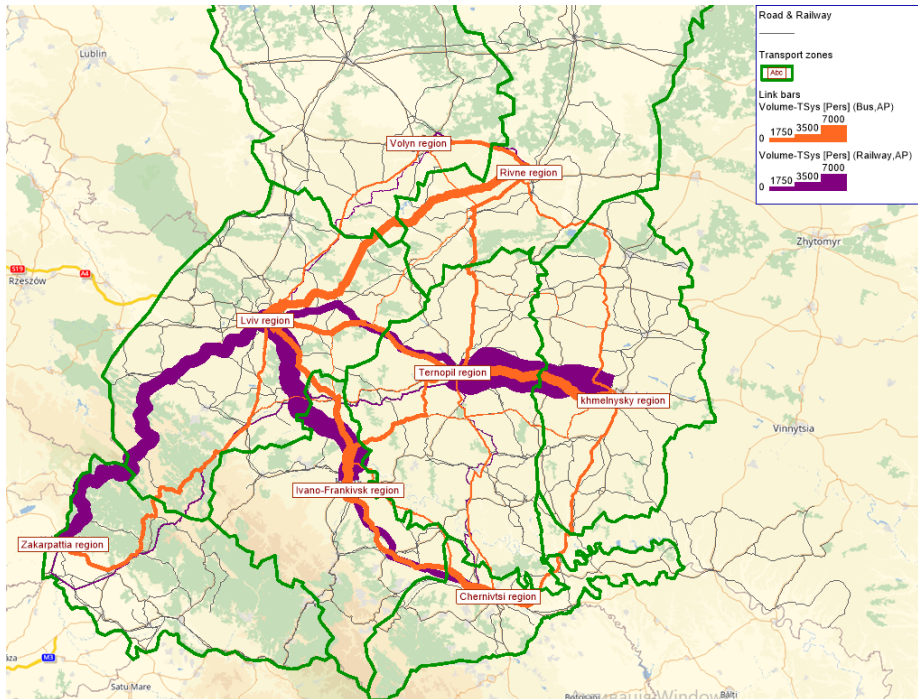 Road & Railway
Transport zones
Abc
Link bars
Volume-TSys [Pers] (Bus,AP)
0 1750 3500 7000
Volume-TSys [Pers] (Railway,AP)
0 1750 3500 7000
Lublin
Volyn region
Rivne region
Zhytomyr
S19
A4
Rzeszów
Lviv region
Ternopil region
khmelnysky region
Vinnytsia
Ivano-Frankivsk region
Zakarpattia region
Chernivtsi region
M3
Satu Mare
Bălți